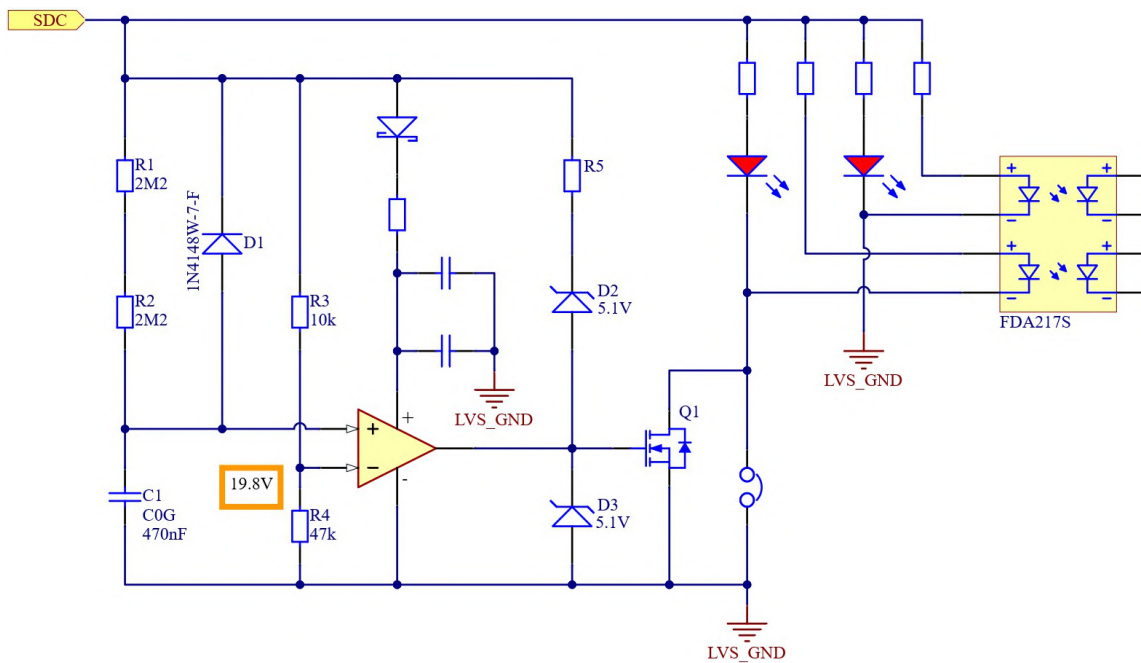 SDC
R1
2M2
1N4148W-7-F
D1
R2
2M2
R3
10k
R5
D2
5.1V
FDA217S
LVS_GND
LVS_GND
Q1
19.8V
C1
C0G
470nF
R4
47k
D3
5.1V
LVS_GND
+
-
+
−
+
−
+
−
+
−
+
−